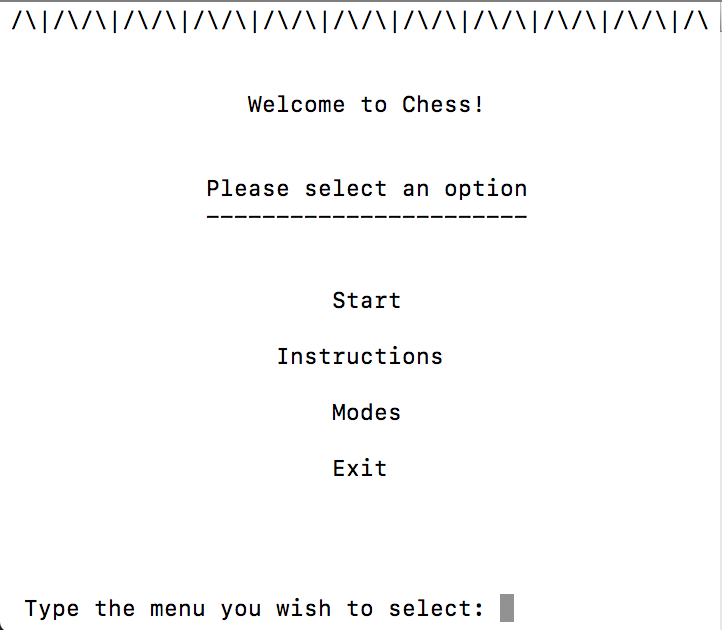 /\|/\/\|/\/\|/\/\|/\/\|/\/\|/\/\|/\/\|/\/\|/\/\|/\
Welcome to Chess!
Please select an option
-----------------------
Start
Instructions
Modes
Exit
Type the menu you wish to select: